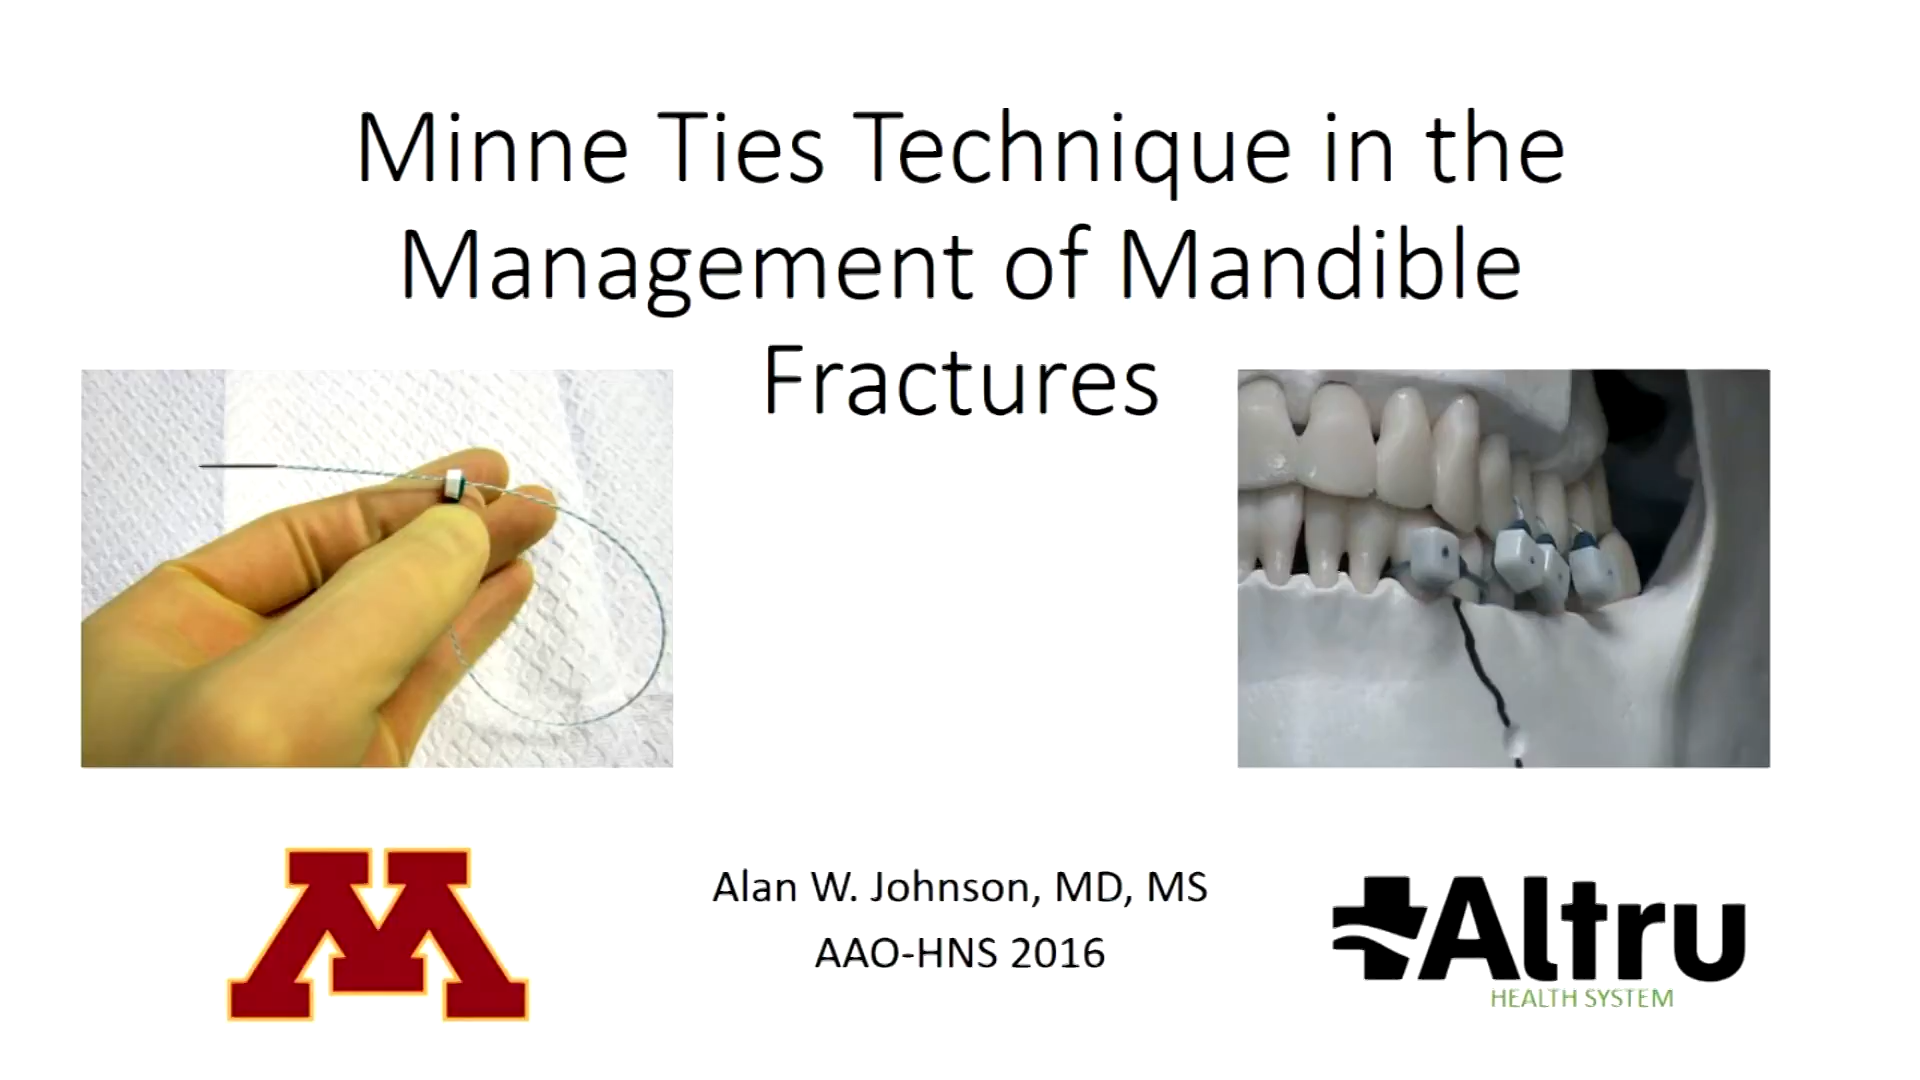 Minne Ties Technique in the
Management of Mandible
Fractures
Alan W. Johnson, MD, MS
AAO-HNS 2016
M
Altru
HEALTH SYSTEM